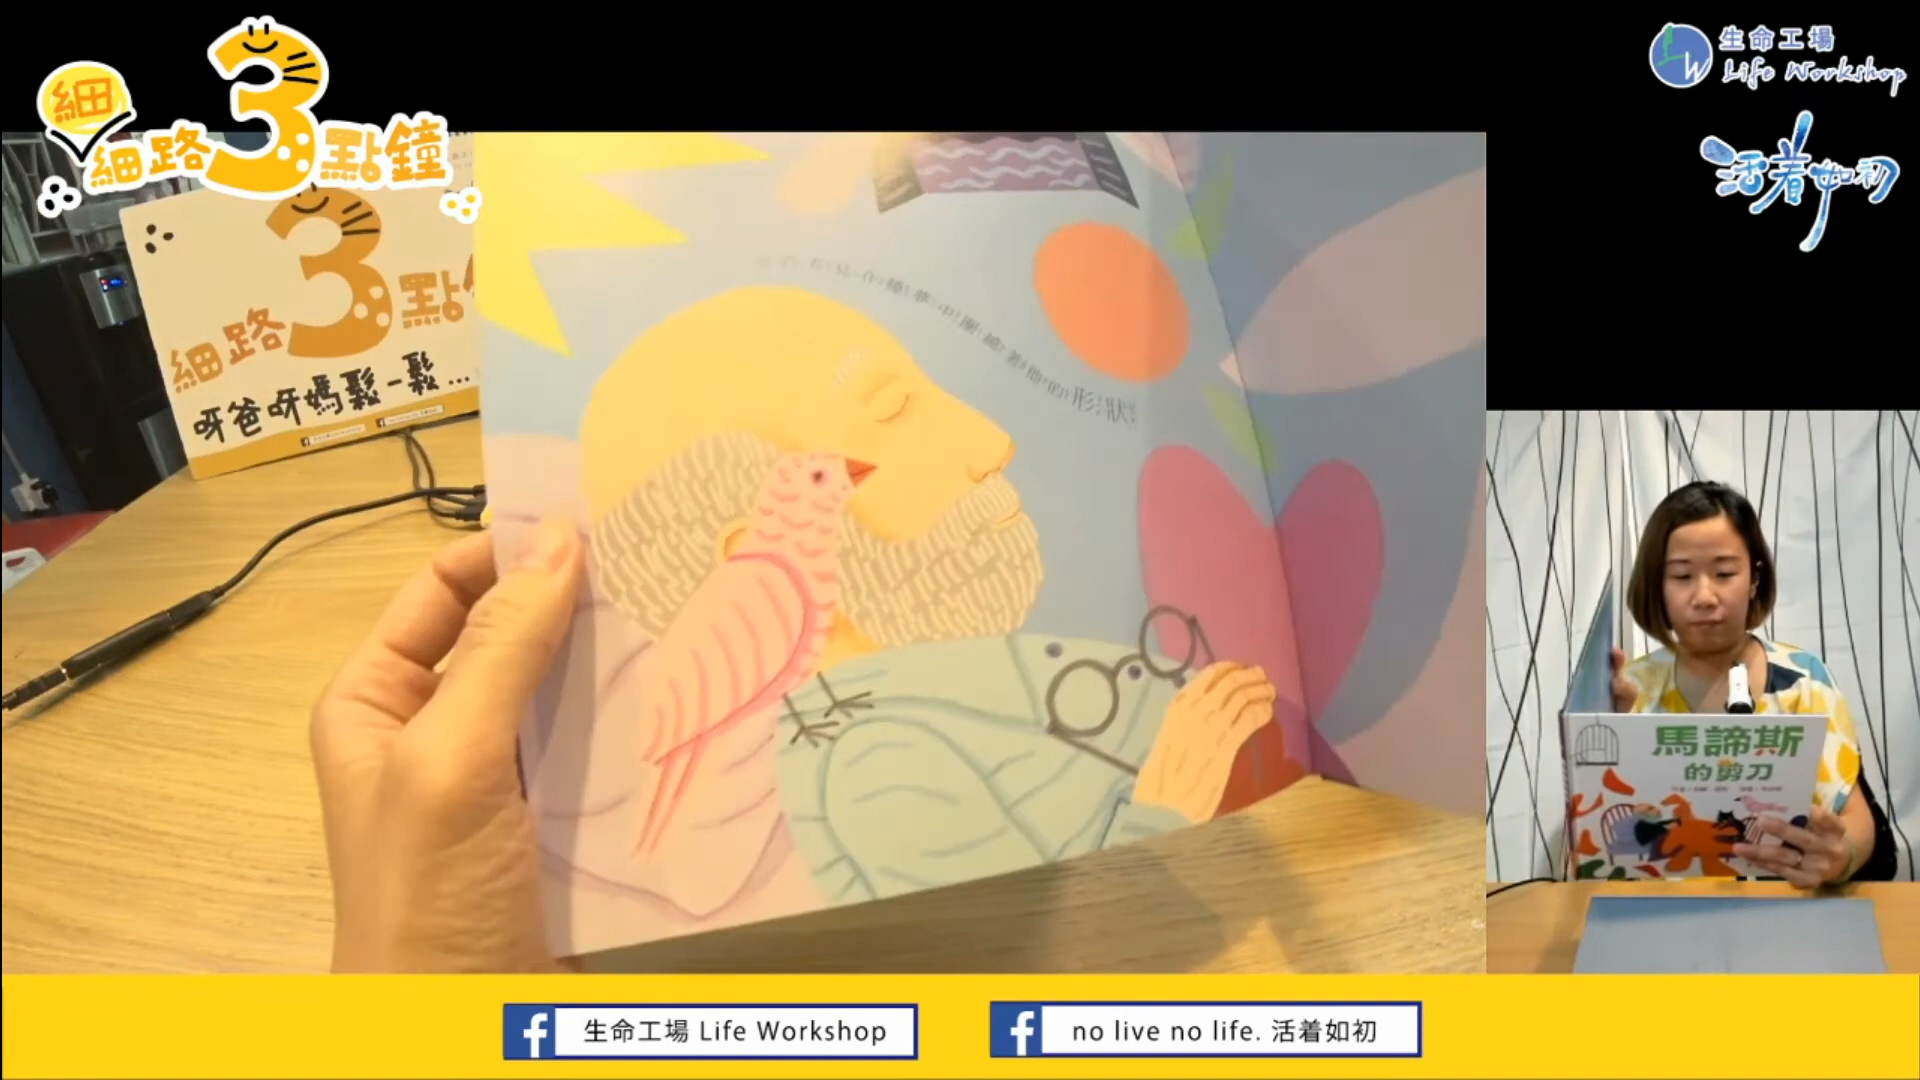 細
細路3點鐘
生命工場
Life Workshop
活着如初
細路3點
呀爸呀媽鬆一鬆...
形狀
馬諦斯
的剪刀
生命工場 Life Workshop
no live no life. 活着如初